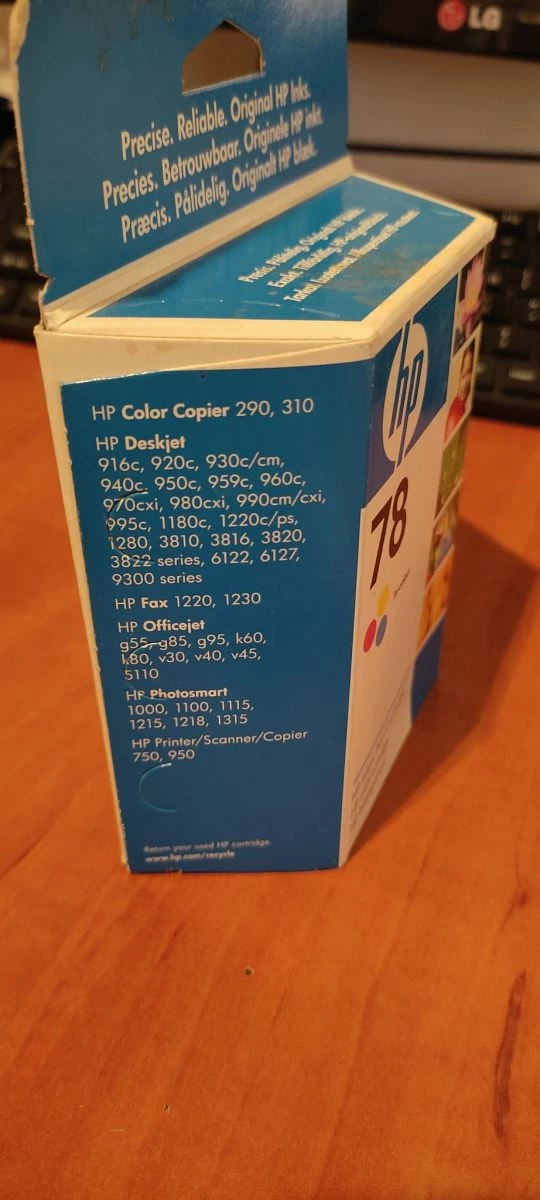 LG
Precise. Reliable. Original HP Inks.
Precies. Betrouwbaar. Originele HP inkt.
Præcis. Pålidelig. Originalt HP blæk.
HP Color Copier 290, 310
HP Deskjet
916c, 920c, 930c/cm,
940c, 950c, 959c, 960c,
970cxi, 980cxi, 990cm/cxi,
995c, 1180c, 1220c/ps,
1280, 3810, 3816, 3820,
3822 series, 6122, 6127,
9300 series
HP Fax 1220, 1230
HP Officejet
g55, g85, g95, k60,
k80, v30, v40, v45,
5110
HP Photosmart
1000, 1100, 1115,
1215, 1218, 1315
HP Printer/Scanner/Copier
750, 950
Return your used HP cartridge.
www.hp.com/recycle
hp
78